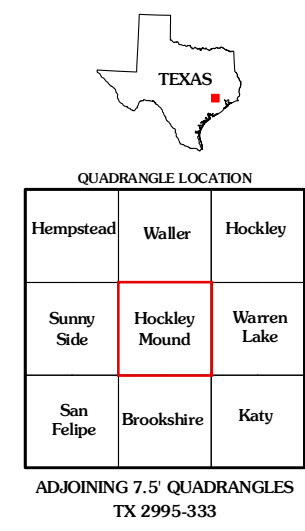 TEXAS
QUADRANGLE LOCATION
Hempstead
Waller
Hockley
Sunny
Side
Hockley
Mound
Warren
Lake
San
Felipe
Brookshire
Katy
ADJOINING 7.5' QUADRANGLES
TX 2995-333